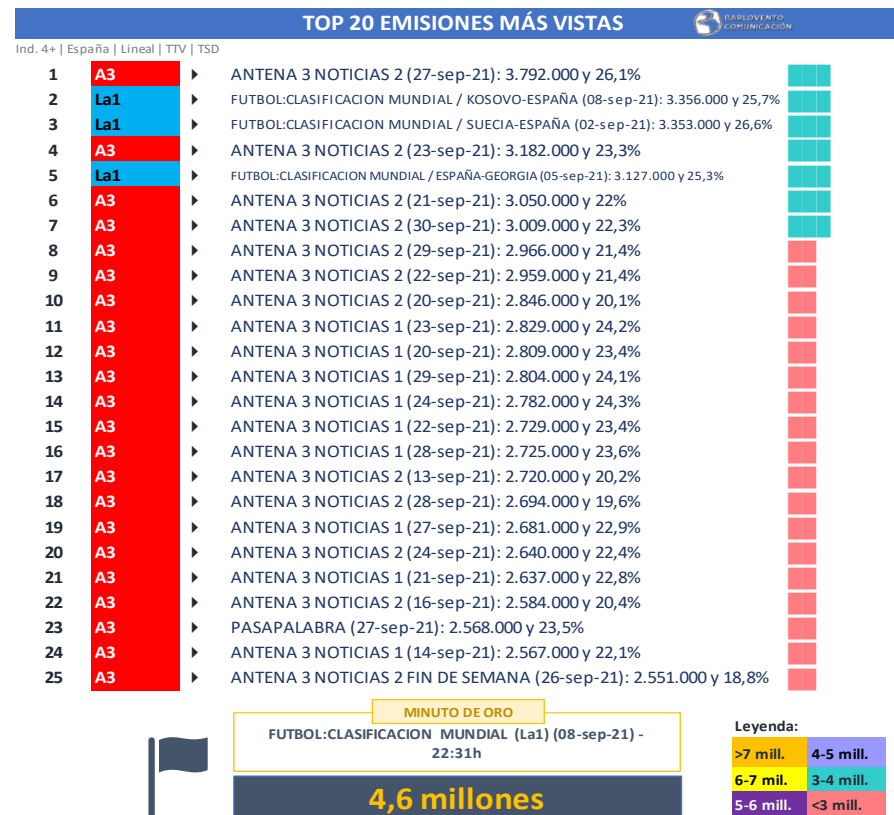 TOP 20 EMISIONES MÁS VISTAS
BARLOVENTO
COMUNICACIÓN
Ind. 4+ | España | Lineal | TTV | TSD
1 A3 ANTENA 3 NOTICIAS 2 (27-sep-21): 3.792.000 y 26,1%
2 La1 FUTBOL:CLASIFICACION MUNDIAL / KOSOVO-ESPAÑA (08-sep-21): 3.356.000 y 25,7%
3 La1 FUTBOL:CLASIFICACION MUNDIAL / SUECIA-ESPAÑA (02-sep-21): 3.353.000 y 26,6%
4 A3 ANTENA 3 NOTICIAS 2 (23-sep-21): 3.182.000 y 23,3%
5 La1 FUTBOL:CLASIFICACION MUNDIAL / ESPAÑA-GEORGIA (05-sep-21): 3.127.000 y 25,3%
6 A3 ANTENA 3 NOTICIAS 2 (21-sep-21): 3.050.000 y 22%
7 A3 ANTENA 3 NOTICIAS 2 (30-sep-21): 3.009.000 y 22,3%
8 A3 ANTENA 3 NOTICIAS 2 (29-sep-21): 2.966.000 y 21,4%
9 A3 ANTENA 3 NOTICIAS 2 (22-sep-21): 2.959.000 y 21,4%
10 A3 ANTENA 3 NOTICIAS 2 (20-sep-21): 2.846.000 y 20,1%
11 A3 ANTENA 3 NOTICIAS 1 (23-sep-21): 2.829.000 y 24,2%
12 A3 ANTENA 3 NOTICIAS 1 (20-sep-21): 2.809.000 y 23,4%
13 A3 ANTENA 3 NOTICIAS 1 (29-sep-21): 2.804.000 y 24,1%
14 A3 ANTENA 3 NOTICIAS 1 (24-sep-21): 2.782.000 y 24,3%
15 A3 ANTENA 3 NOTICIAS 1 (22-sep-21): 2.729.000 y 23,4%
16 A3 ANTENA 3 NOTICIAS 1 (28-sep-21): 2.725.000 y 23,6%
17 A3 ANTENA 3 NOTICIAS 2 (13-sep-21): 2.720.000 y 20,2%
18 A3 ANTENA 3 NOTICIAS 2 (28-sep-21): 2.694.000 y 19,6%
19 A3 ANTENA 3 NOTICIAS 1 (27-sep-21): 2.681.000 y 22,9%
20 A3 ANTENA 3 NOTICIAS 2 (24-sep-21): 2.640.000 y 22,4%
21 A3 ANTENA 3 NOTICIAS 1 (21-sep-21): 2.637.000 y 22,8%
22 A3 ANTENA 3 NOTICIAS 2 (16-sep-21): 2.584.000 y 20,4%
23 A3 PASAPALABRA (27-sep-21): 2.568.000 y 23,5%
24 A3 ANTENA 3 NOTICIAS 1 (14-sep-21): 2.567.000 y 22,1%
25 A3 ANTENA 3 NOTICIAS 2 FIN DE SEMANA (26-sep-21): 2.551.000 y 18,8%
MINUTO DE ORO
FUTBOL:CLASIFICACION MUNDIAL (La1) (08-sep-21) -
22:31h
4,6 millones
Leyenda:
>7 mill. 4-5 mill.
6-7 mil. 3-4 mill.
5-6 mill. <3 mill.